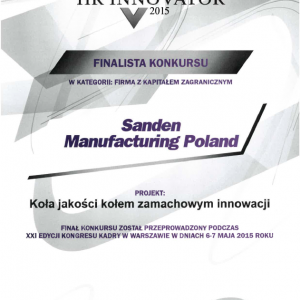 HR INNOVATOR
2015
FINALISTA KONKURSU
W KATEGORII: FIRMA Z KAPITAŁEM ZAGRANICZNYM
Sanden
Manufacturing Poland
PROJEKT:
Koła jakości kołem zamachowym innowacji
FINAŁ KONKURSU ZOSTAŁ PRZEPROWADZONY PODCZAS
XXI EDYCJI KONGRESU KADRY W WARSZAWIE W DNIACH 6-7 MAJA 2015 ROKU